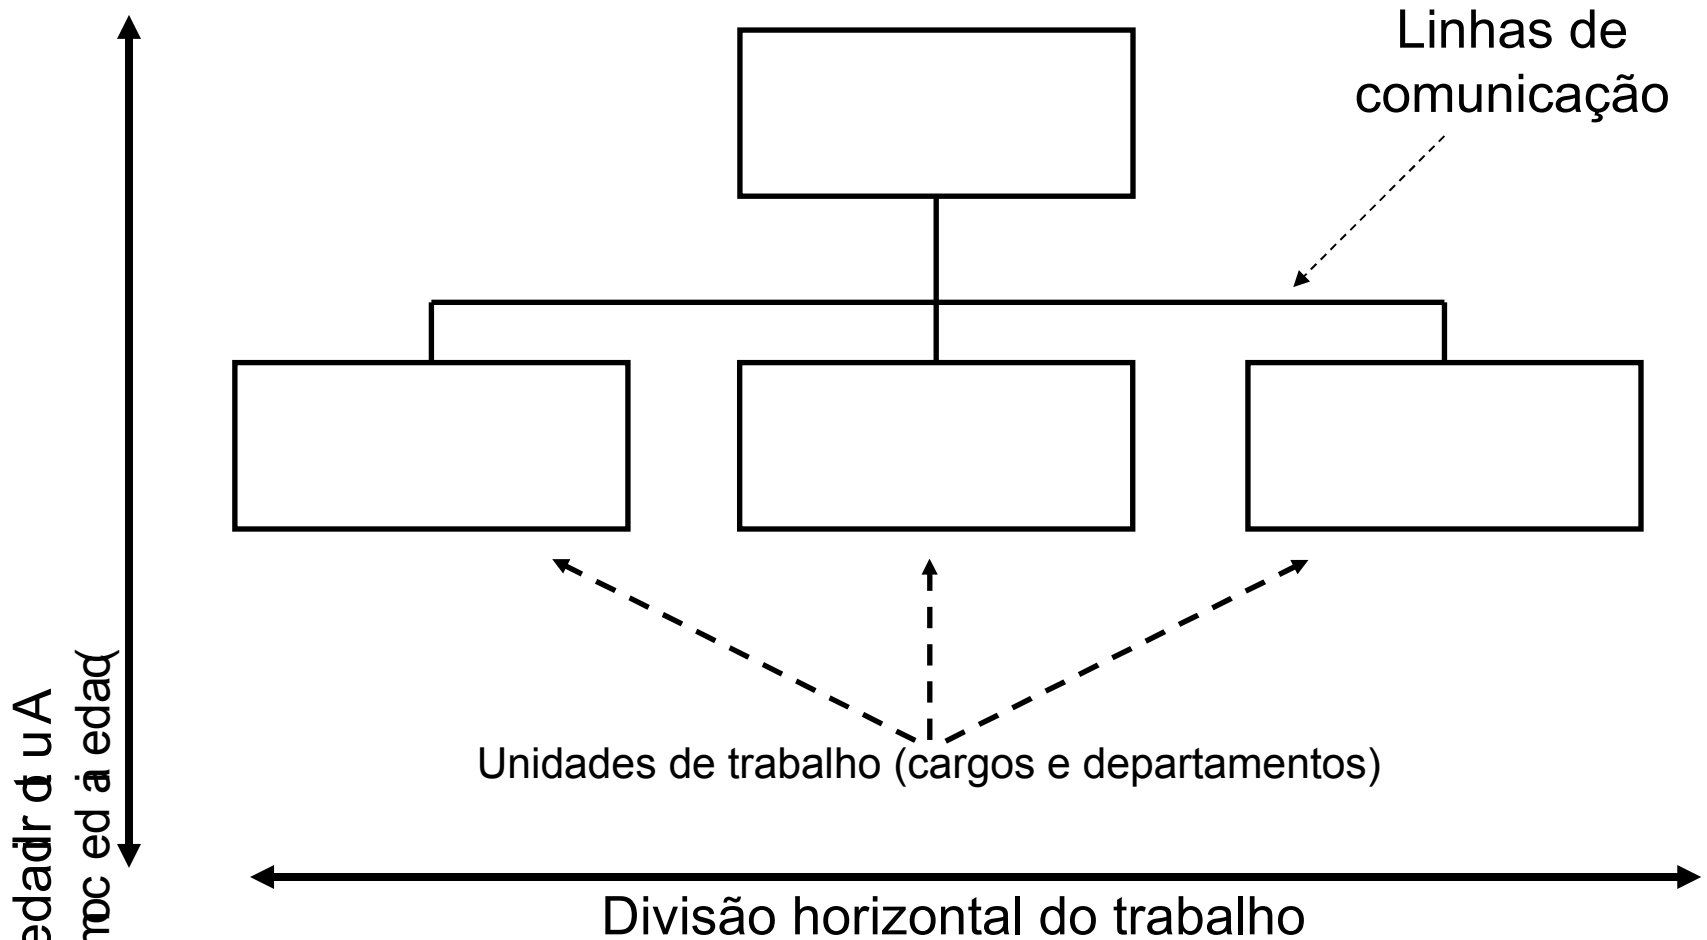 Linhas de
comunicação
Unidades de trabalho (cargos e departamentos)
Divisão horizontal do trabalho